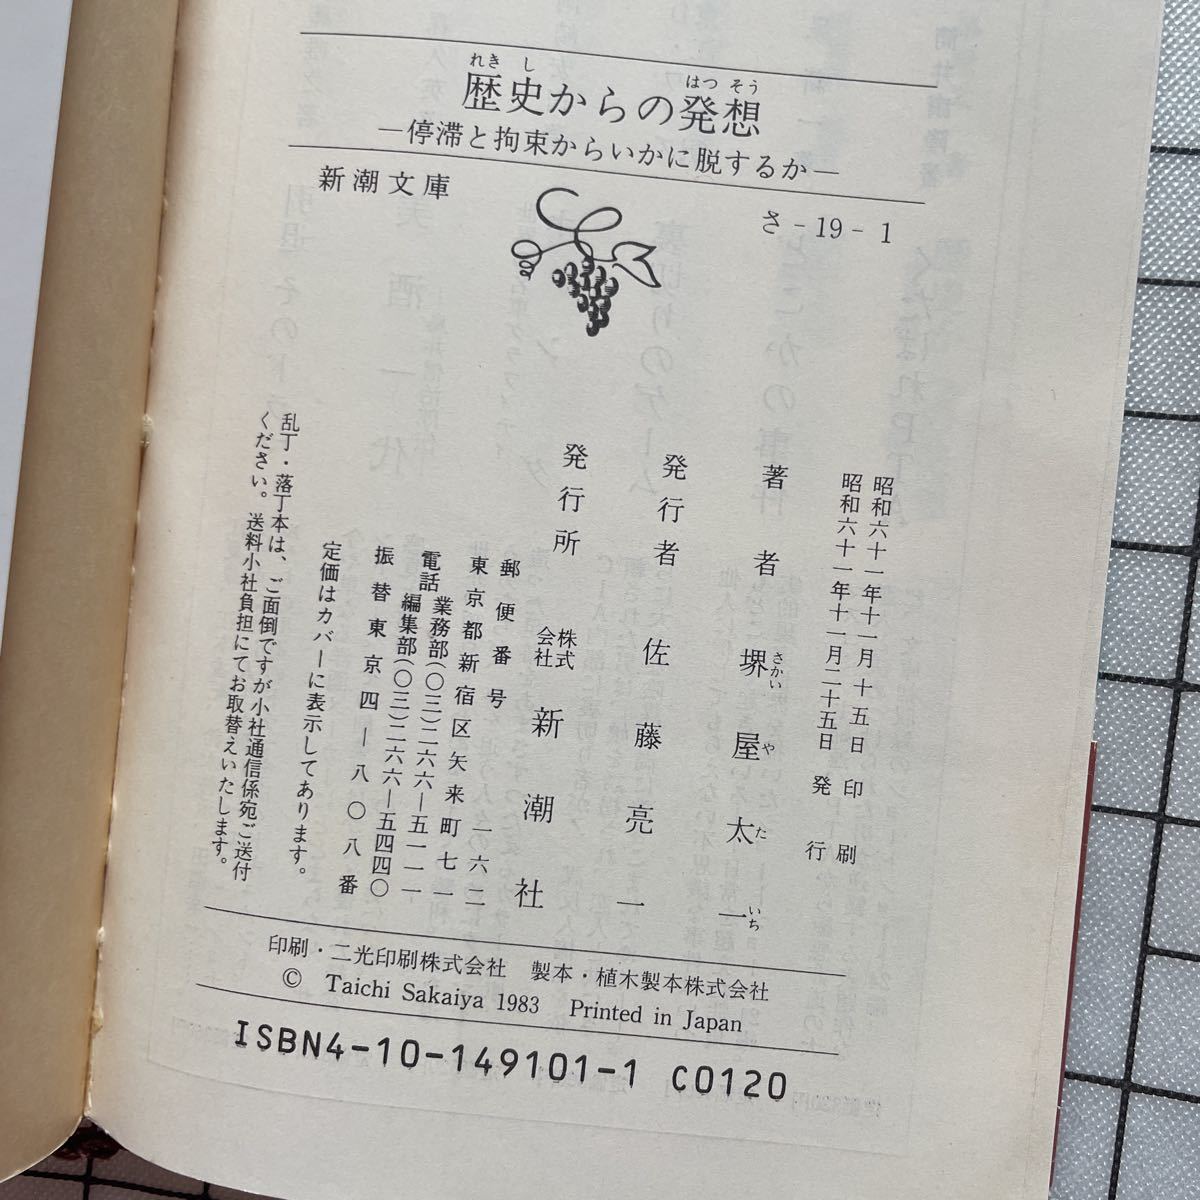 れきし はつそう
歴史からの発想
―停滞と拘束からいかに脱するか―
新潮文庫 さ-19-1
昭和六十一年十一月十五日 印刷
昭和六十一年十一月二十五日 発行
著者 堺屋太一
さかい や た いち
発行者 佐藤亮一
発行所 株式会社 新潮社
郵便番号 一六二
東京都新宿区矢来町七一
電話 業務部(〇三)二六六―五一一一
編集部(〇三)二六六―五四四〇
振替東京四―八〇八番
定価はカバーに表示してあります。
乱丁・落丁本は、ご面倒ですが小社通信係宛ご送付
ください。送料小社負担にてお取替えいたします。
印刷・二光印刷株式会社 製本・植木製本株式会社
© Taichi Sakaiya 1983 Printed in Japan
ISBN4-10-149101-1 C0120